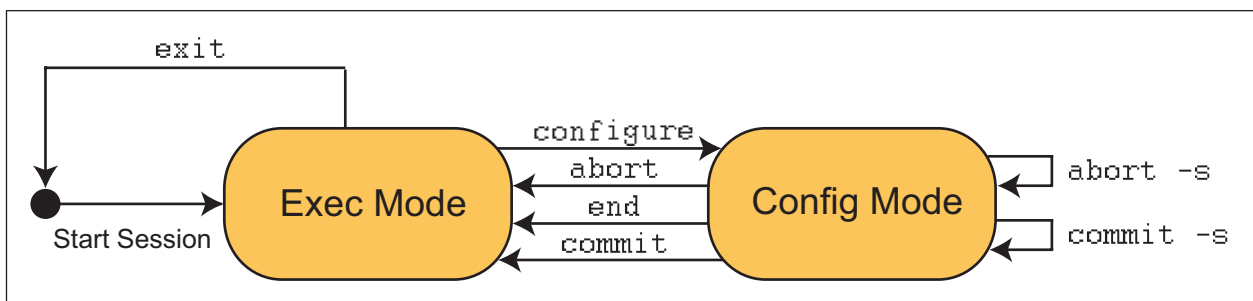 exit
configure
abort
Exec Mode
Config Mode
abort -s
end
Start Session
commit
commit -s